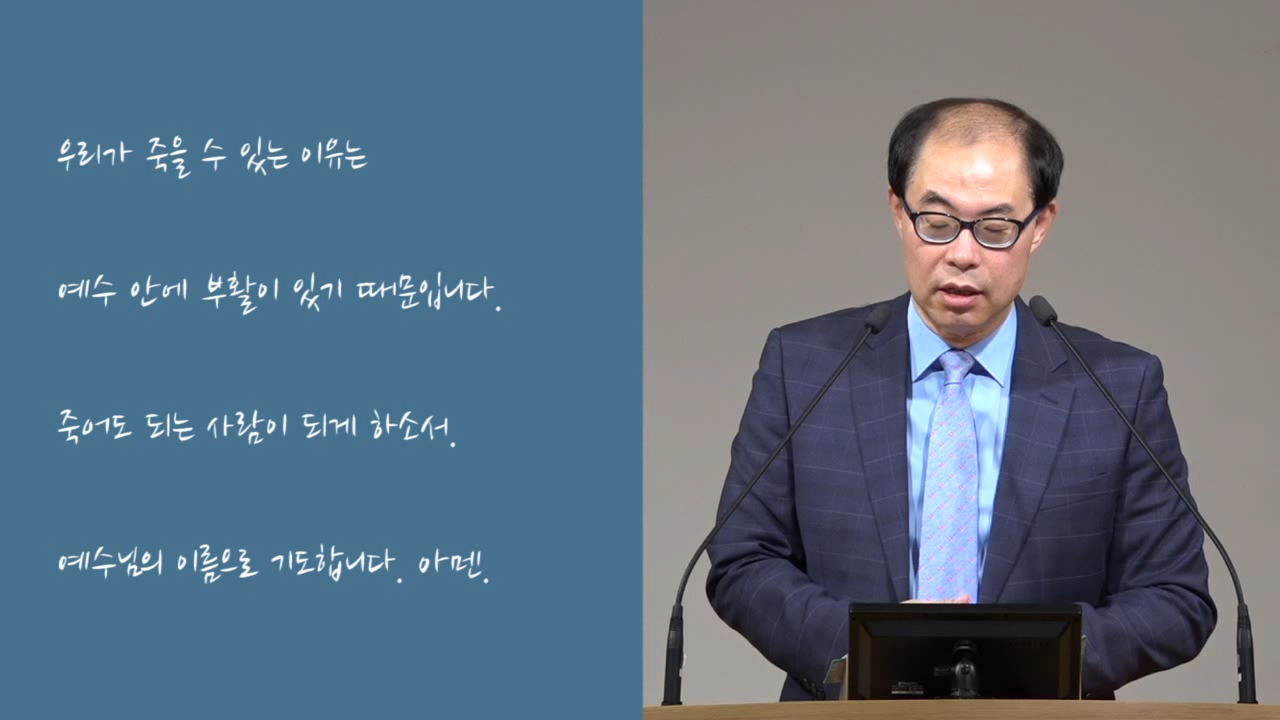 우리가 죽을 수 있는 이유는
예수 안에 부활이 있기 때문입니다.
죽어도 되는 사람이 되게 하소서.
예수님의 이름으로 기도합니다. 아멘.